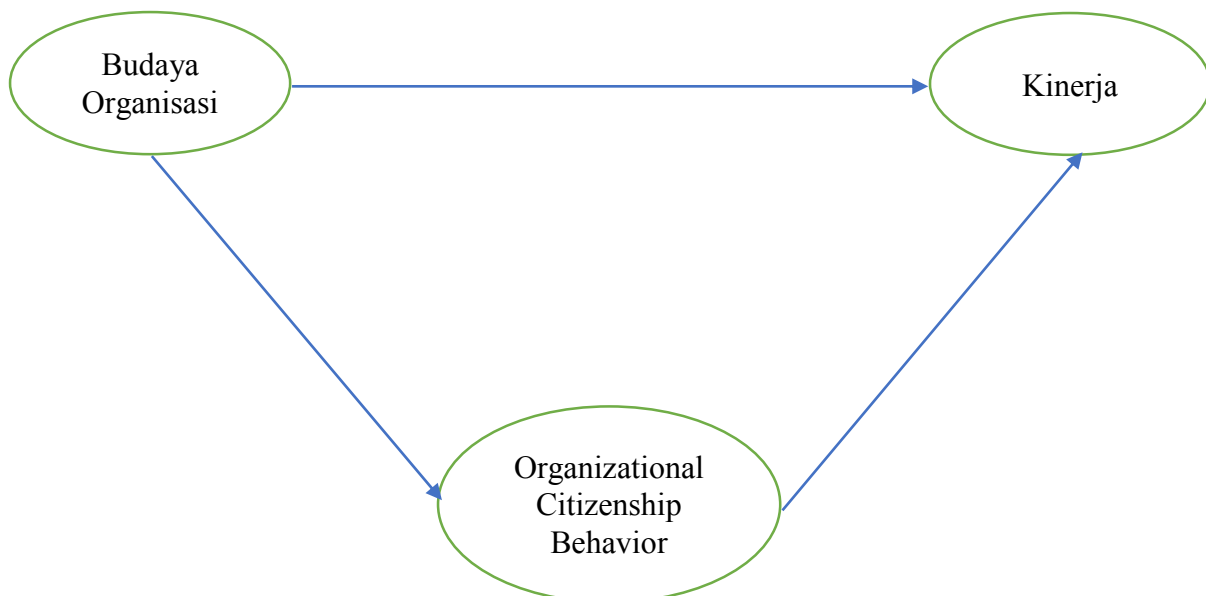 Budaya
Organisasi
Kinerja
Organizational
Citizenship
Behavior